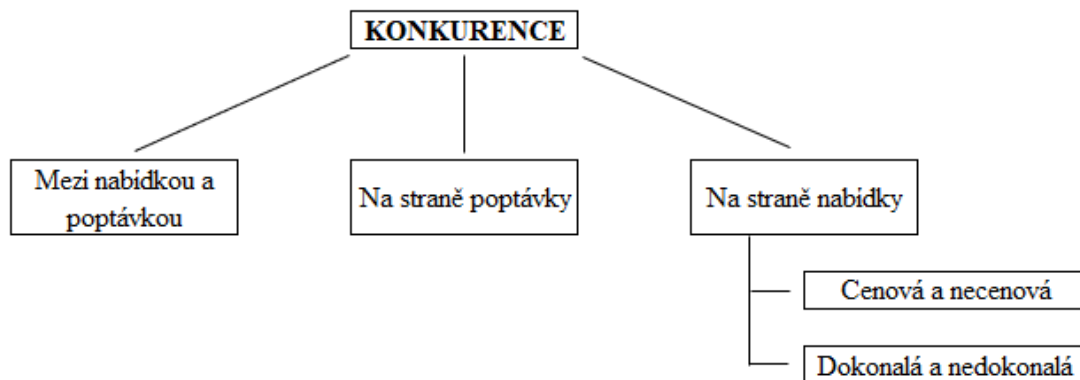 KONKURENCE
Mezi nabídkou a
poptávkou
Na straně poptávky
Na straně nabídky
Cenová a necenová
Dokonalá a nedokonalá